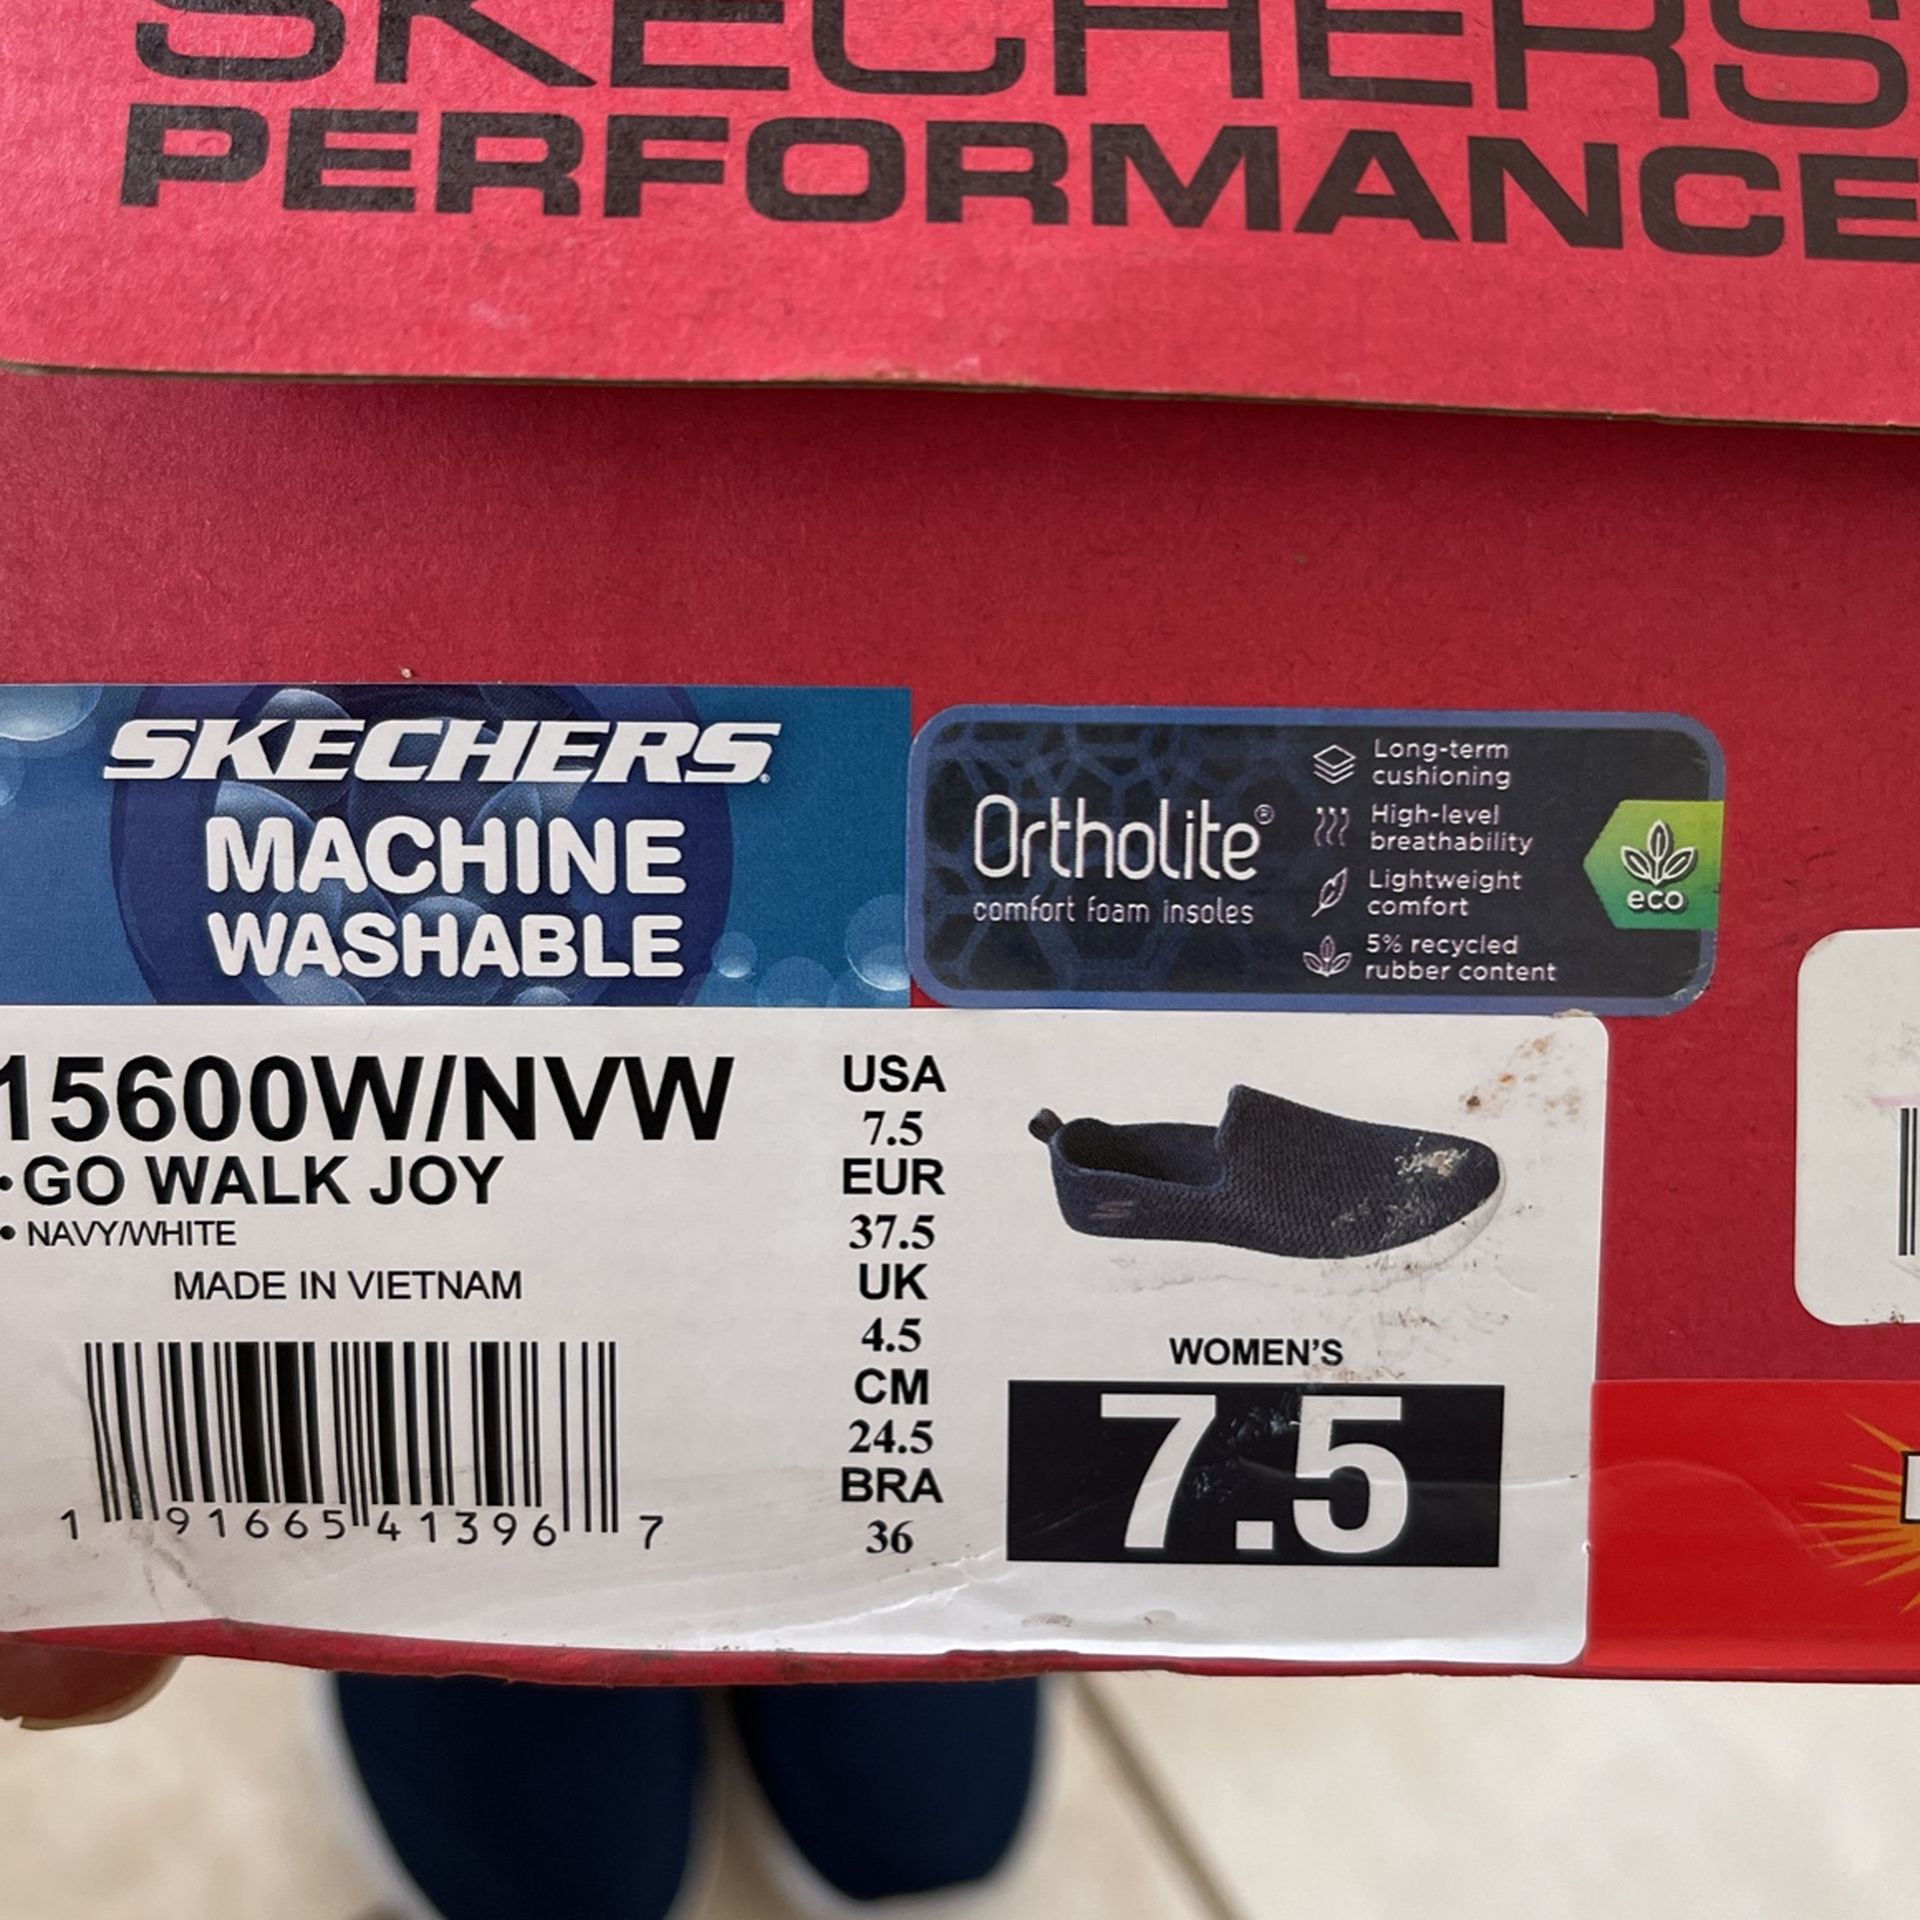 SKECHERS
PERFORMANCE
SKECHERS
MACHINE
WASHABLE
Ortholite®
comfort foam insoles
Long-term
cushioning
High-level
breathability
Lightweight
comfort
5% recycled
rubber content
eco
15600W/NVW
•GO WALK JOY
• NAVY/WHITE
MADE IN VIETNAM
1 91665 41396 7
USA
7.5
EUR
37.5
UK
4.5
CM
24.5
BRA
36
WOMEN'S
7.5